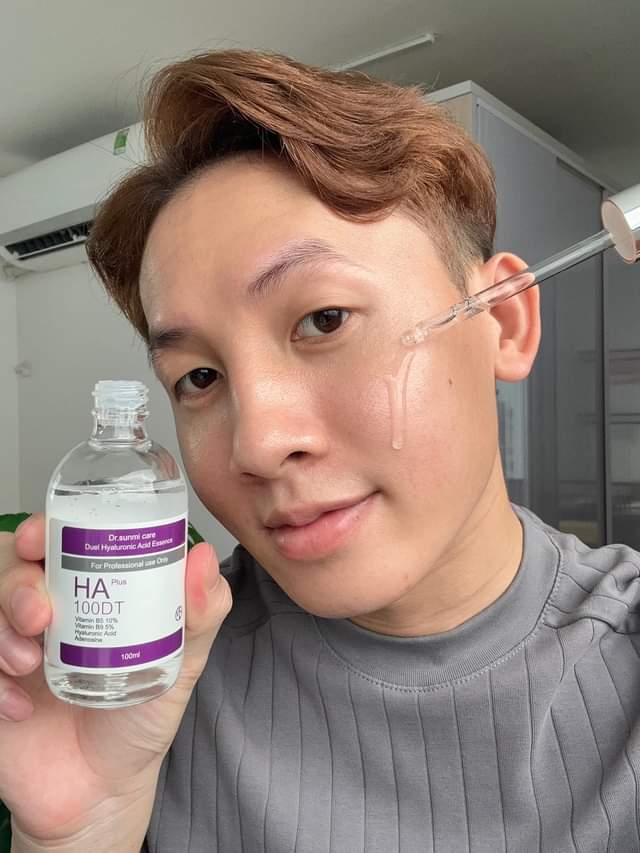 Dr.sunmi care
Duel Hyaluronic Acid Essence
For Professional use Only
HA Plus
100DT
Vitamin B5 10%
Vitamin B9 5%
Hyaluronic Acid
Adenosine
100ml